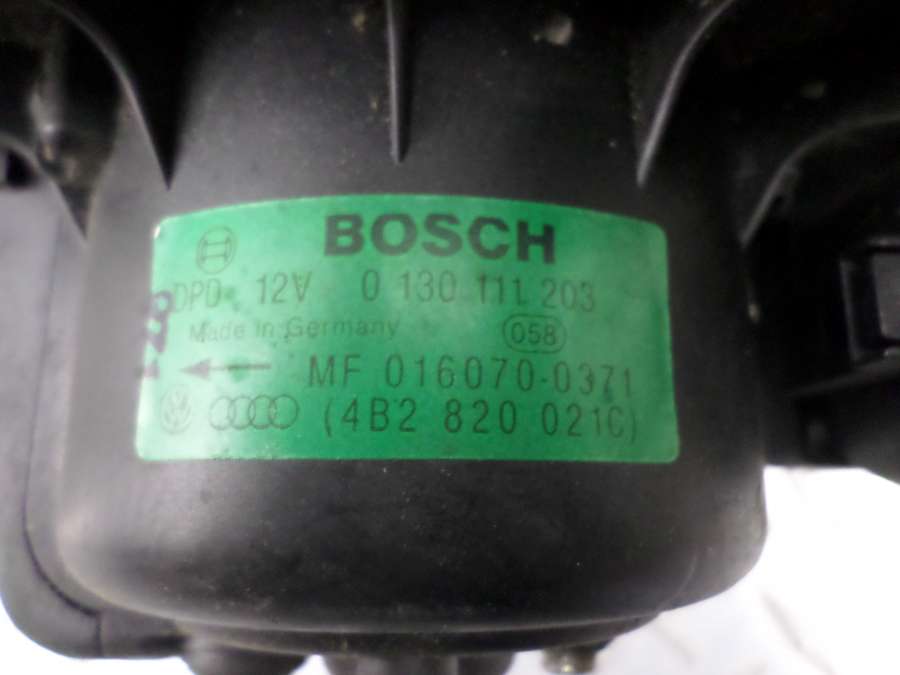 BOSCH
DPD 12V 0 130 111 203
Made in Germany 058
MF 016070-0371
(4B2 820 021C)